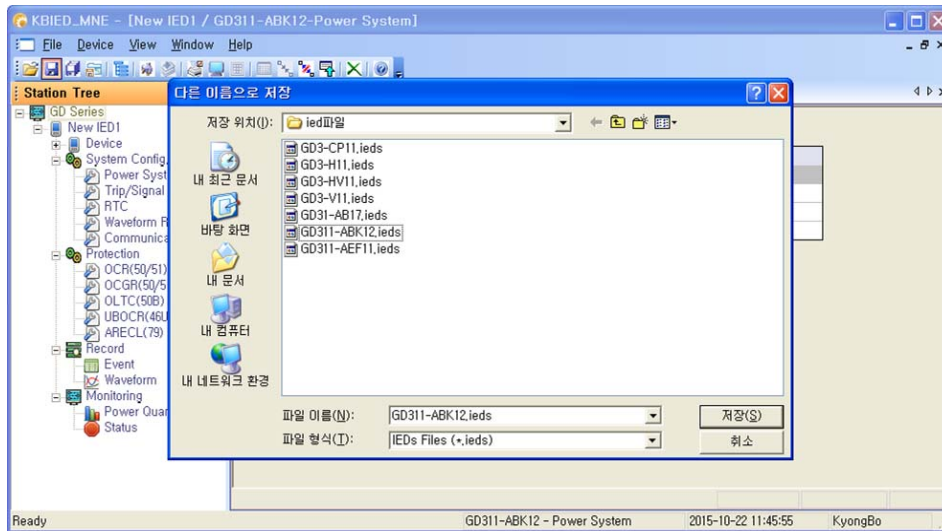 KBIED_MNE - [New IED1 / GD311-ABK12-Power System]
File Device View Window Help
Station Tree
GD Series
New IED1
Device
System Config,
Power Syst
Trip/Signal
RTC
Waveform R
Communica
Protection
OCR(50/51)
OCGR(50/5
OLTC(50B)
UBOCR(46U
ARECL(79)
Record
Event
Waveform
Monitoring
Power Quan
Status
다른 이름으로 저장
저장 위치(I):
ied파일
내 최근 문서
바탕 화면
내 문서
내 컴퓨터
내 네트워크 환경
GD3-CP11.ieds
GD3-H11.ieds
GD3-HV11.ieds
GD3-V11.ieds
GD31-AB17.ieds
GD311-ABK12.ieds
GD311-AEF11.ieds
파일 이름(N): GD311-ABK12.ieds 저장(S)
파일 형식(T): IEDs Files (*.ieds) 취소
Ready GD311-ABK12 - Power System 2015-10-22 11:45:55 KyongBo